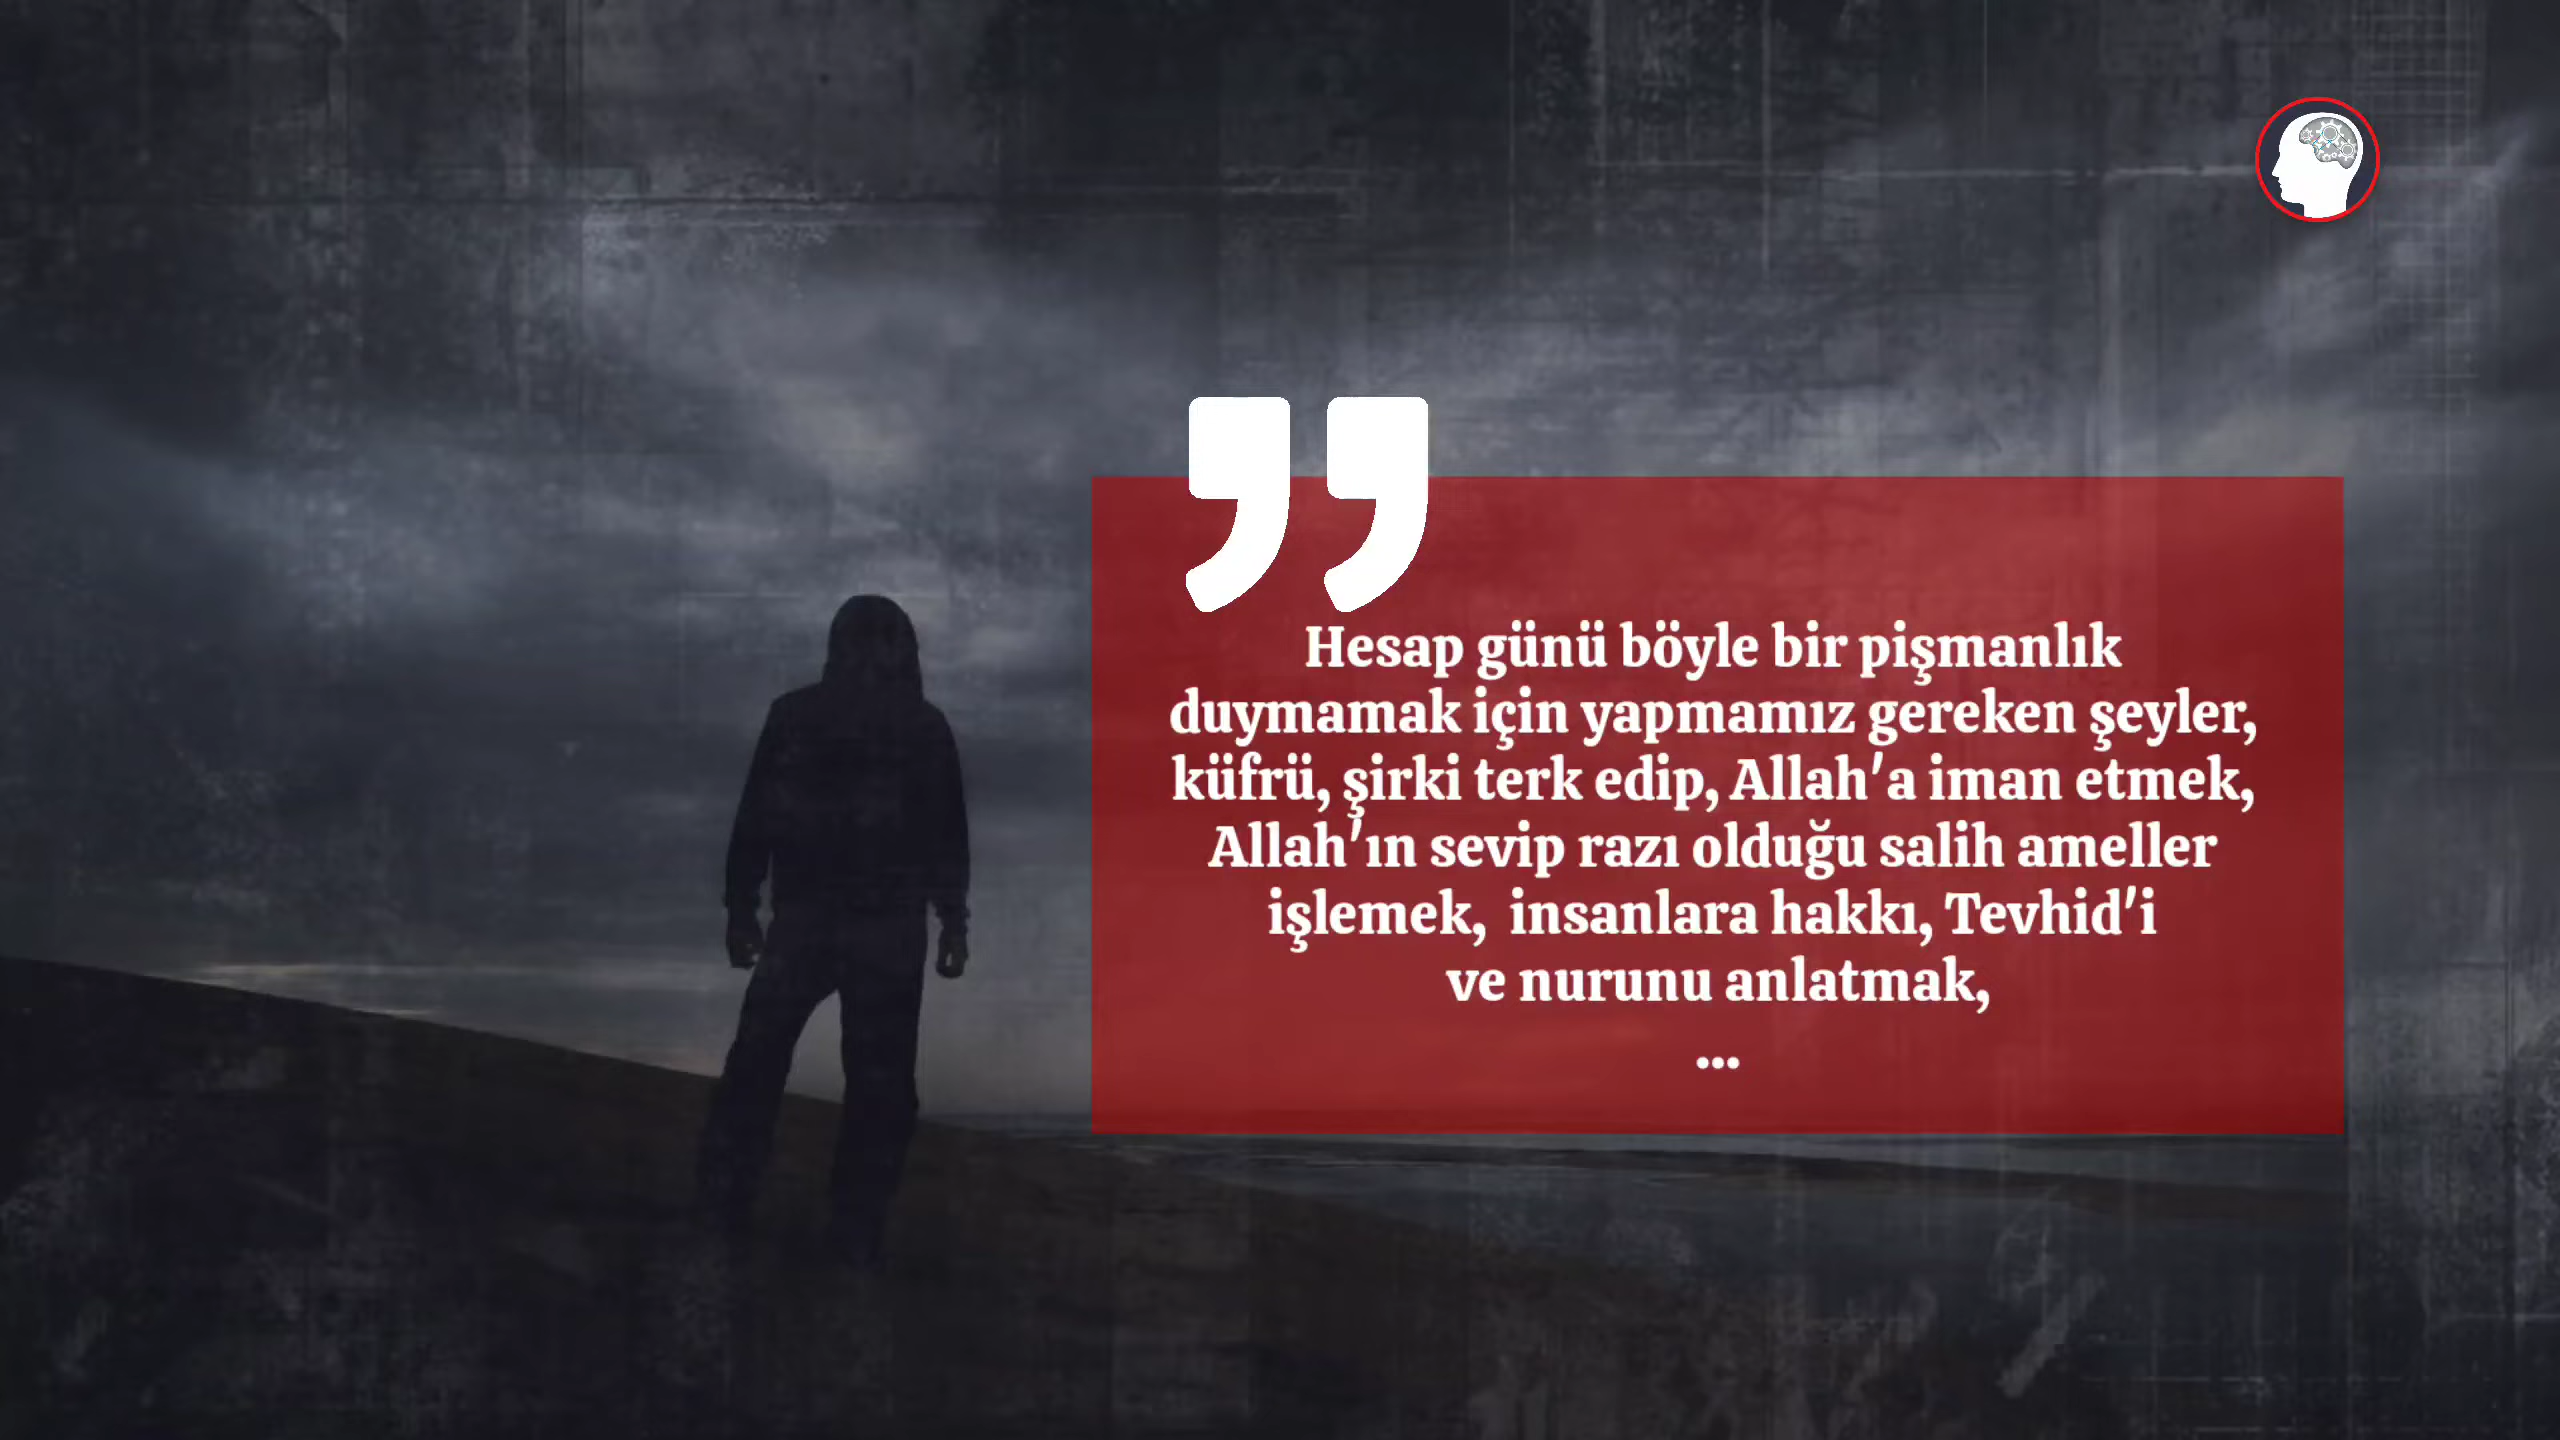 Hesap günü böyle bir pişmanlık
duymamak için yapmamız gereken şeyler,
küfrü, şirki terk edip, Allah'a iman etmek,
Allah'ın sevip razı olduğu salih ameller
işlemek,  insanlara hakkı, Tevhid'i
ve nurunu anlatmak,
...